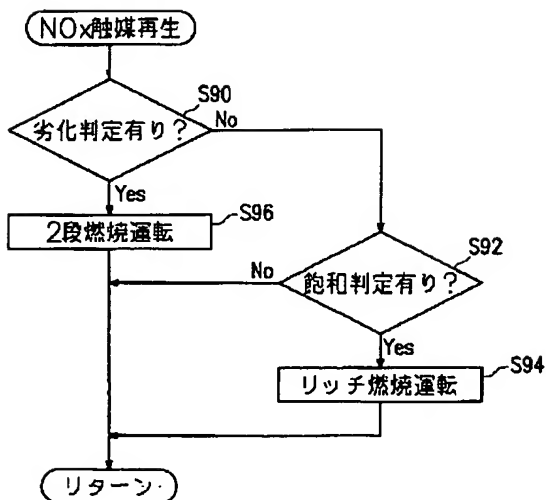 NOx触媒再生
S90
劣化判定有り?
No
Yes
S96
2段燃焼運転
S92
No
飽和判定有り?
Yes
S94
リッチ燃焼運転
リターン